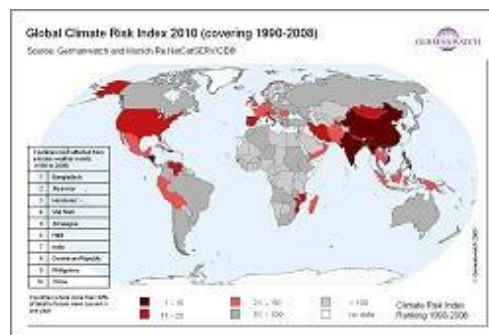 Global Climate Risk Index 2010 (covering 1990-2008)
Source: Germanwatch and Munich Re NatCatSERVICE®
GERMANWATCH
1 Bangladesh
2 Myanmar
3 Honduras
4 Viet Nam
5 Nicaragua
6 Haiti
7 India
8 Dominican Republic
9 Philippines
10 China
1 - 10
11 - 20
21 - 50
51 - 100
> 100
no data
Climate Risk Index
Ranking 1990-2008